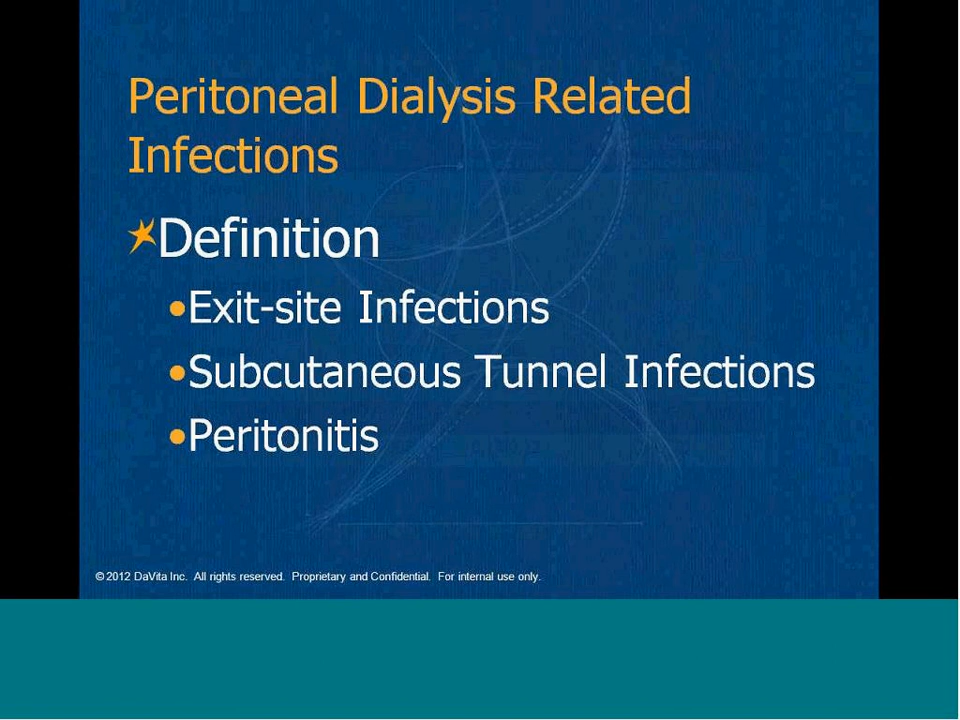 Peritoneal Dialysis Related
Infections
Definition
•Exit-site Infections
•Subcutaneous Tunnel Infections
•Peritonitis
© 2012 DaVita Inc. All rights reserved. Proprietary and Confidential. For internal use only.